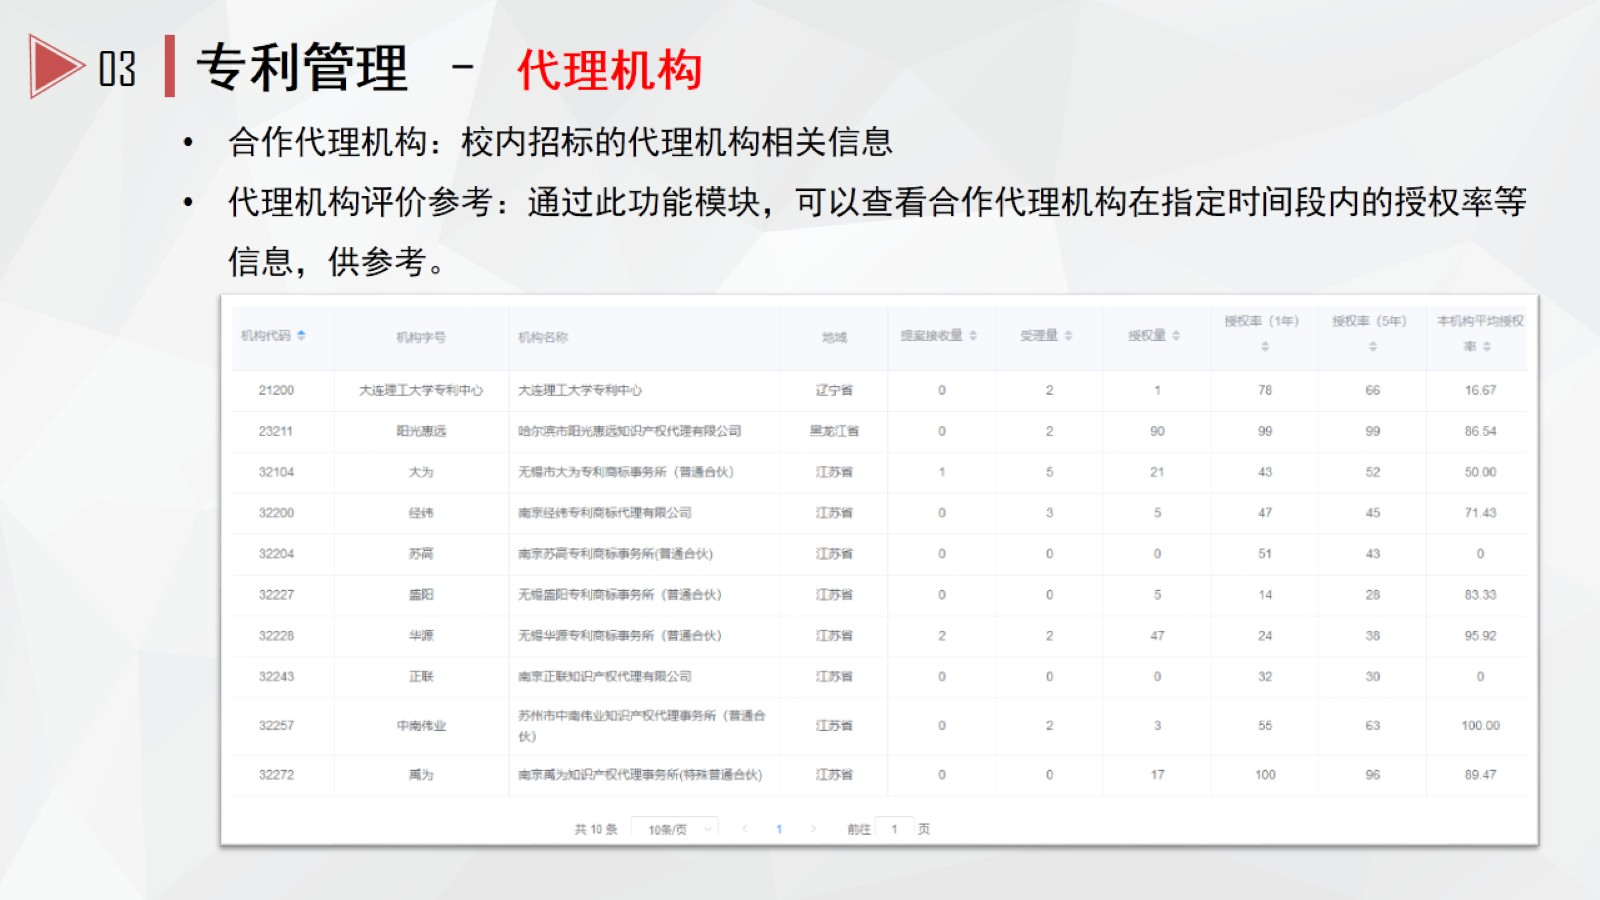 03 专利管理 - 代理机构
• 合作代理机构：校内招标的代理机构相关信息
• 代理机构评价参考：通过此功能模块，可以查看合作代理机构在指定时间段内的授权率等
信息，供参考。
机构代码 机构字号 机构名称 地域 提案接收量 受理量 授权量 授权率（1年） 授权率（5年） 本机构平均授权率
21200 大连理工大学专利中心 大连理工大学专利中心 辽宁省 0 2 1 78 66 16.67
23211 阳光惠远 哈尔滨市阳光惠远知识产权代理有限公司 黑龙江省 0 2 90 99 99 86.54
32104 大为 无锡市大为专利商标事务所（普通合伙） 江苏省 1 5 21 43 52 50.00
32200 经纬 南京经纬专利商标代理有限公司 江苏省 0 3 5 47 45 71.43
32204 苏高 南京苏高专利商标事务所(普通合伙) 江苏省 0 0 0 51 43 0
32227 盛阳 无锡盛阳专利商标事务所（普通合伙） 江苏省 0 0 5 14 28 83.33
32228 华源 无锡华源专利商标事务所（普通合伙） 江苏省 2 2 47 24 38 95.92
32243 正联 南京正联知识产权代理有限公司 江苏省 0 0 0 32 30 0
32257 中南伟业 苏州市中南伟业知识产权代理事务所（普通合伙） 江苏省 0 2 3 55 63 100.00
32272 禹为 南京禹为知识产权代理事务所(特殊普通合伙) 江苏省 0 0 17 100 96 89.47
共 10 条 10条/页 1 前往 1 页